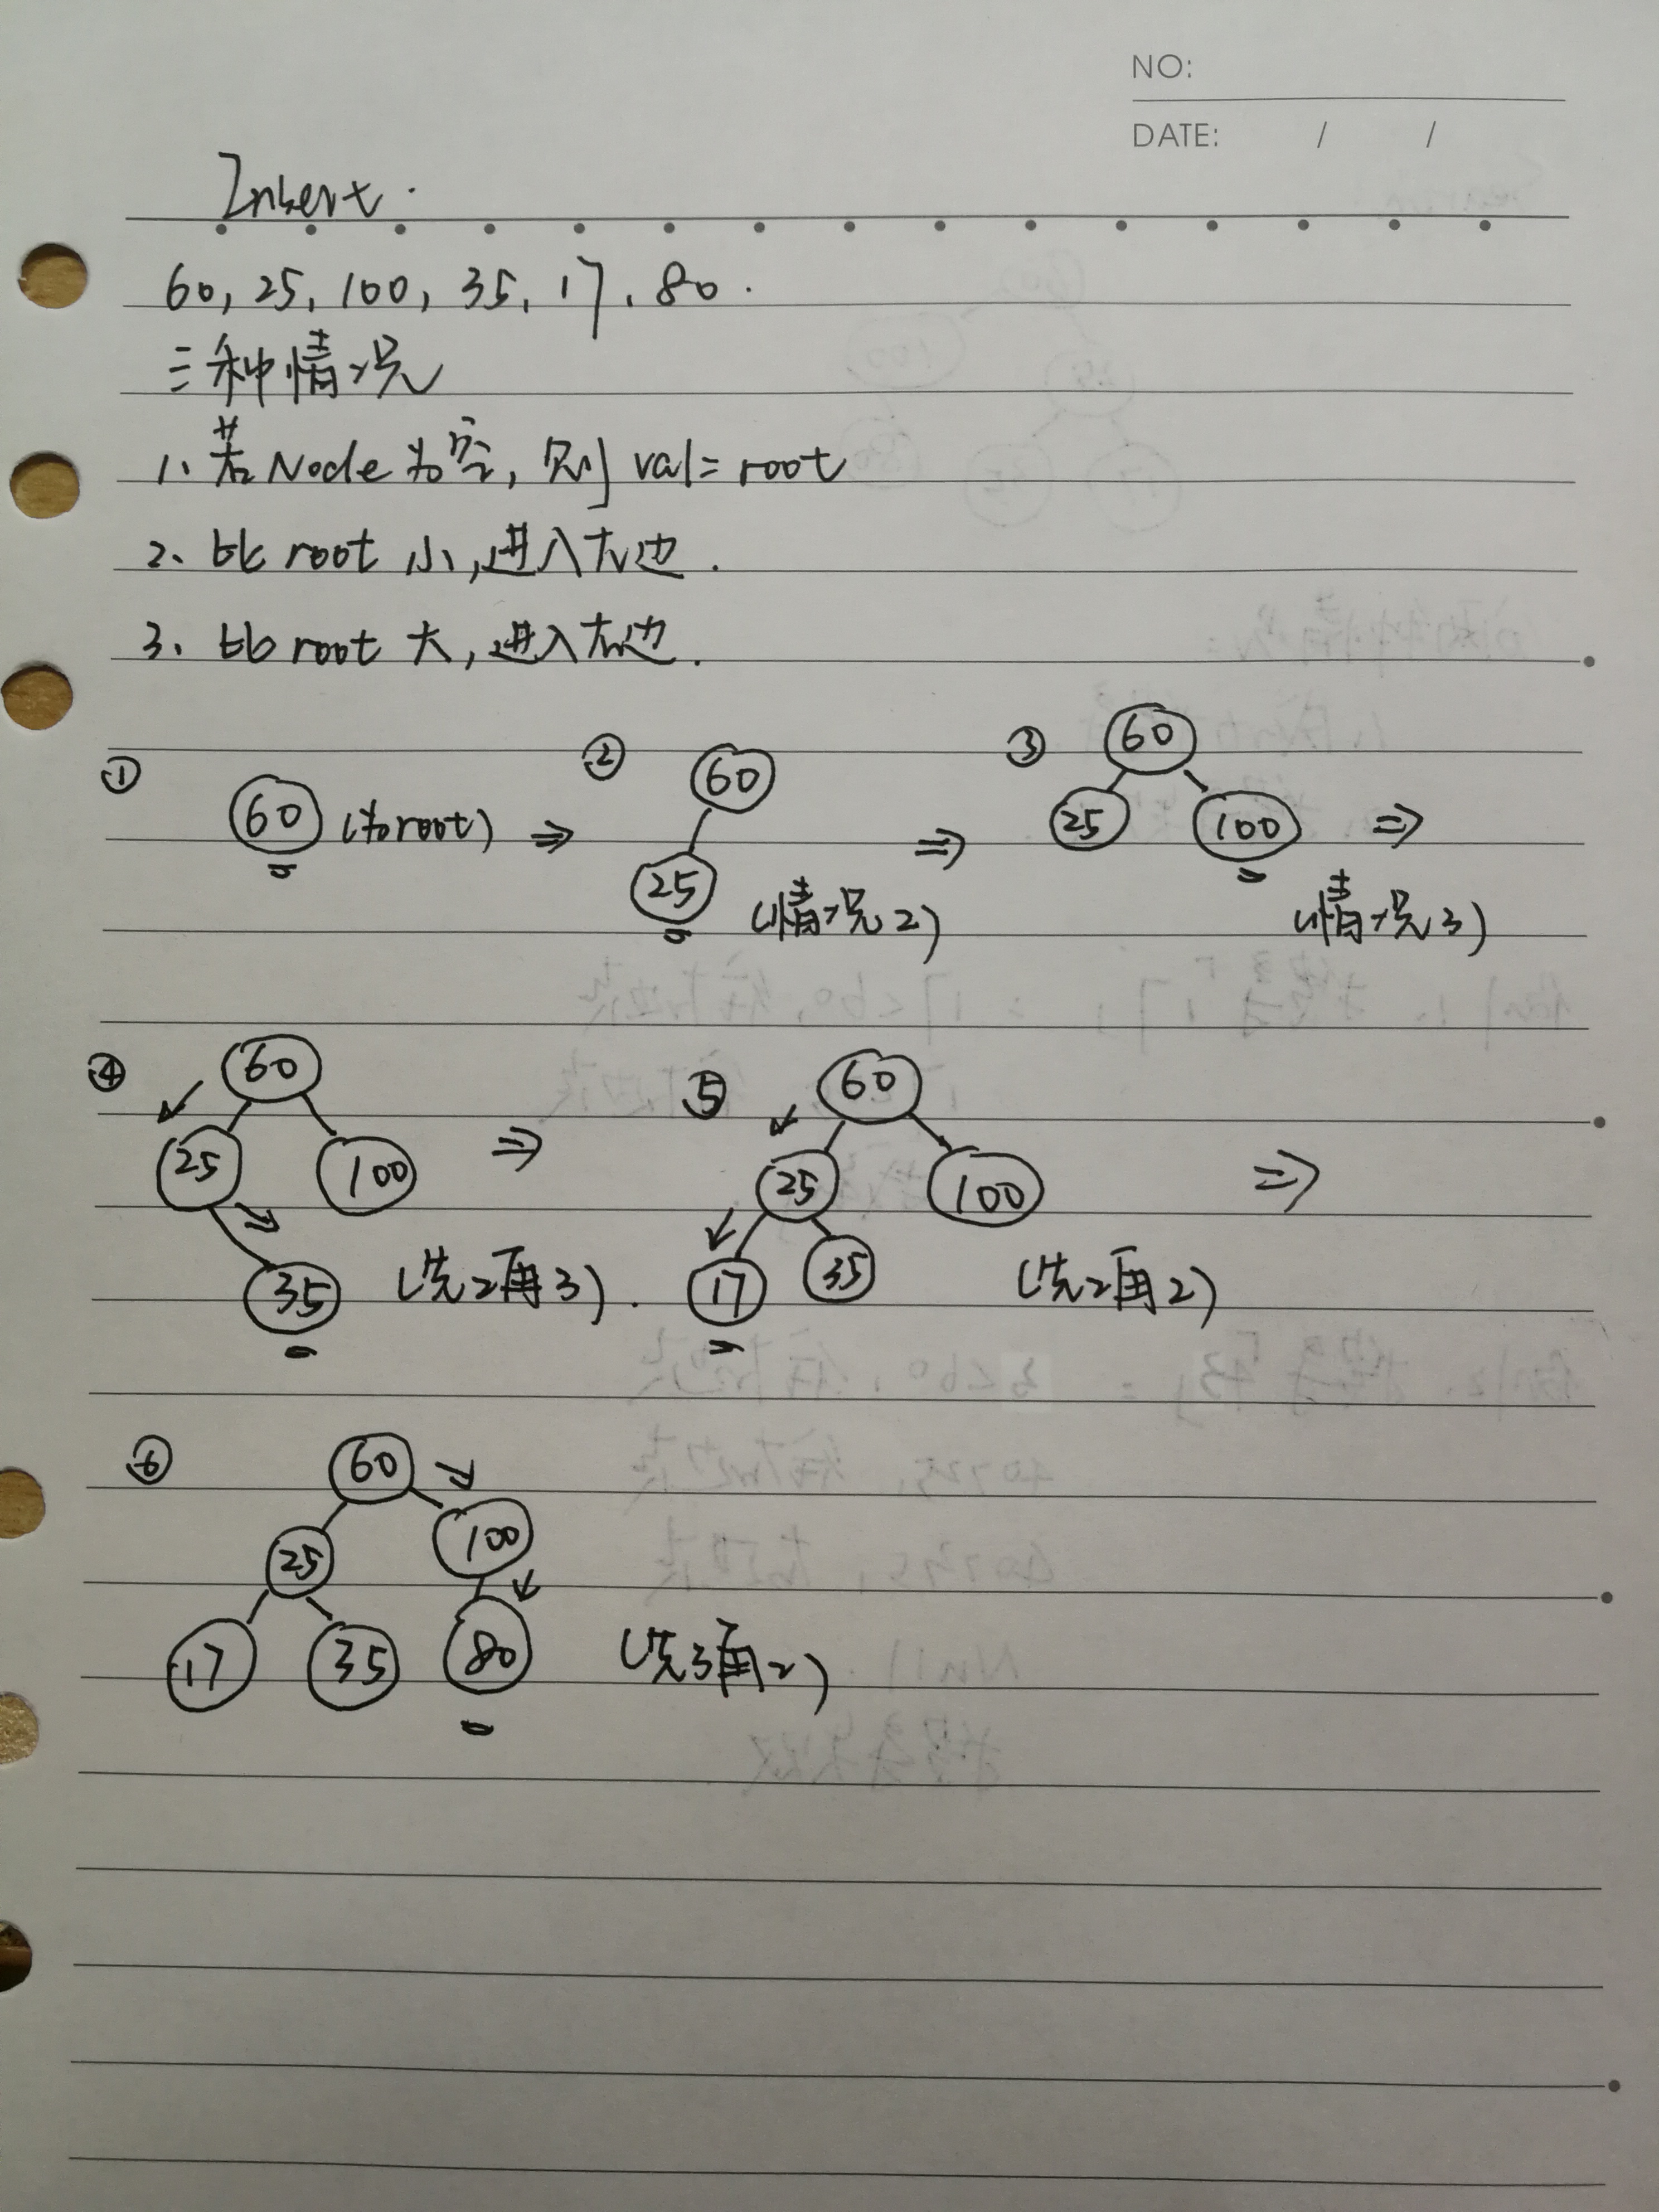 NO:
DATE: / /
Insert.
60, 25, 100, 35, 17, 80.
三种情况
1、若Node为空, 则 val = root
2、比 root 小, 进入左边.
3、比 root 大, 进入右边.
① ② ③
60 (为root) ⇒ 60 ⇒ 60 ⇒
25 25 100
(情况2) (情况3)
④ ⑤
60 ⇒ 60 ⇒
25 100 25 100
35 (先2再3). 17 35 (先2再2)
⑥ 60
25 100
17 35 80 (先3再2)